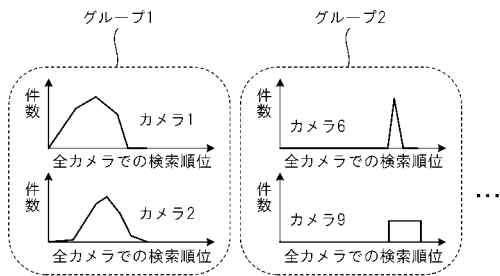 グループ1
グループ2
件数
カメラ1
全カメラでの検索順位
件数
カメラ2
全カメラでの検索順位
件数
カメラ6
全カメラでの検索順位
件数
カメラ9
全カメラでの検索順位
…